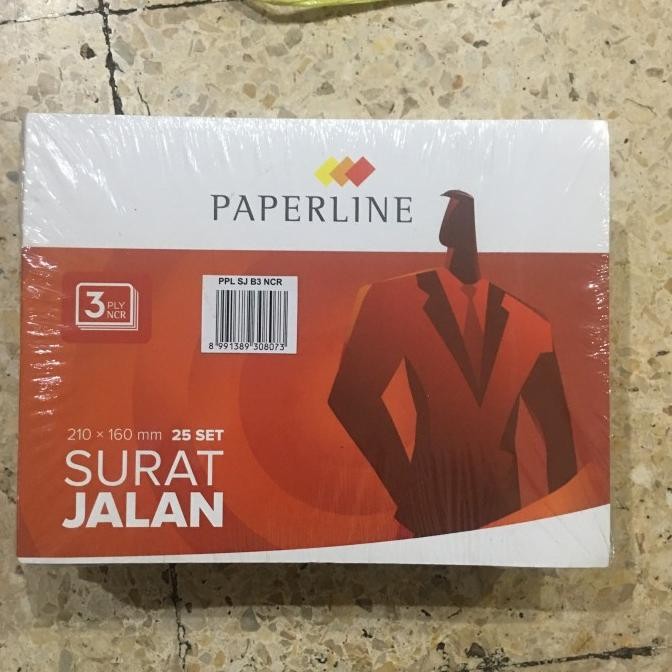 PAPERLINE
3 PLY NCR
PPL SJ B3 NCR
8 991389 308073
210 × 160 mm 25 SET
SURAT
JALAN